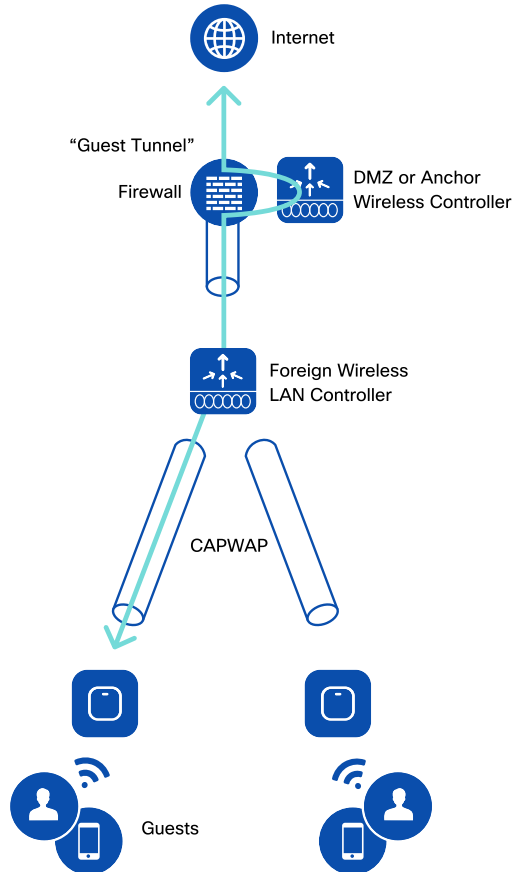 Internet
“Guest Tunnel”
Firewall
DMZ or Anchor
Wireless Controller
Foreign Wireless
LAN Controller
CAPWAP
Guests